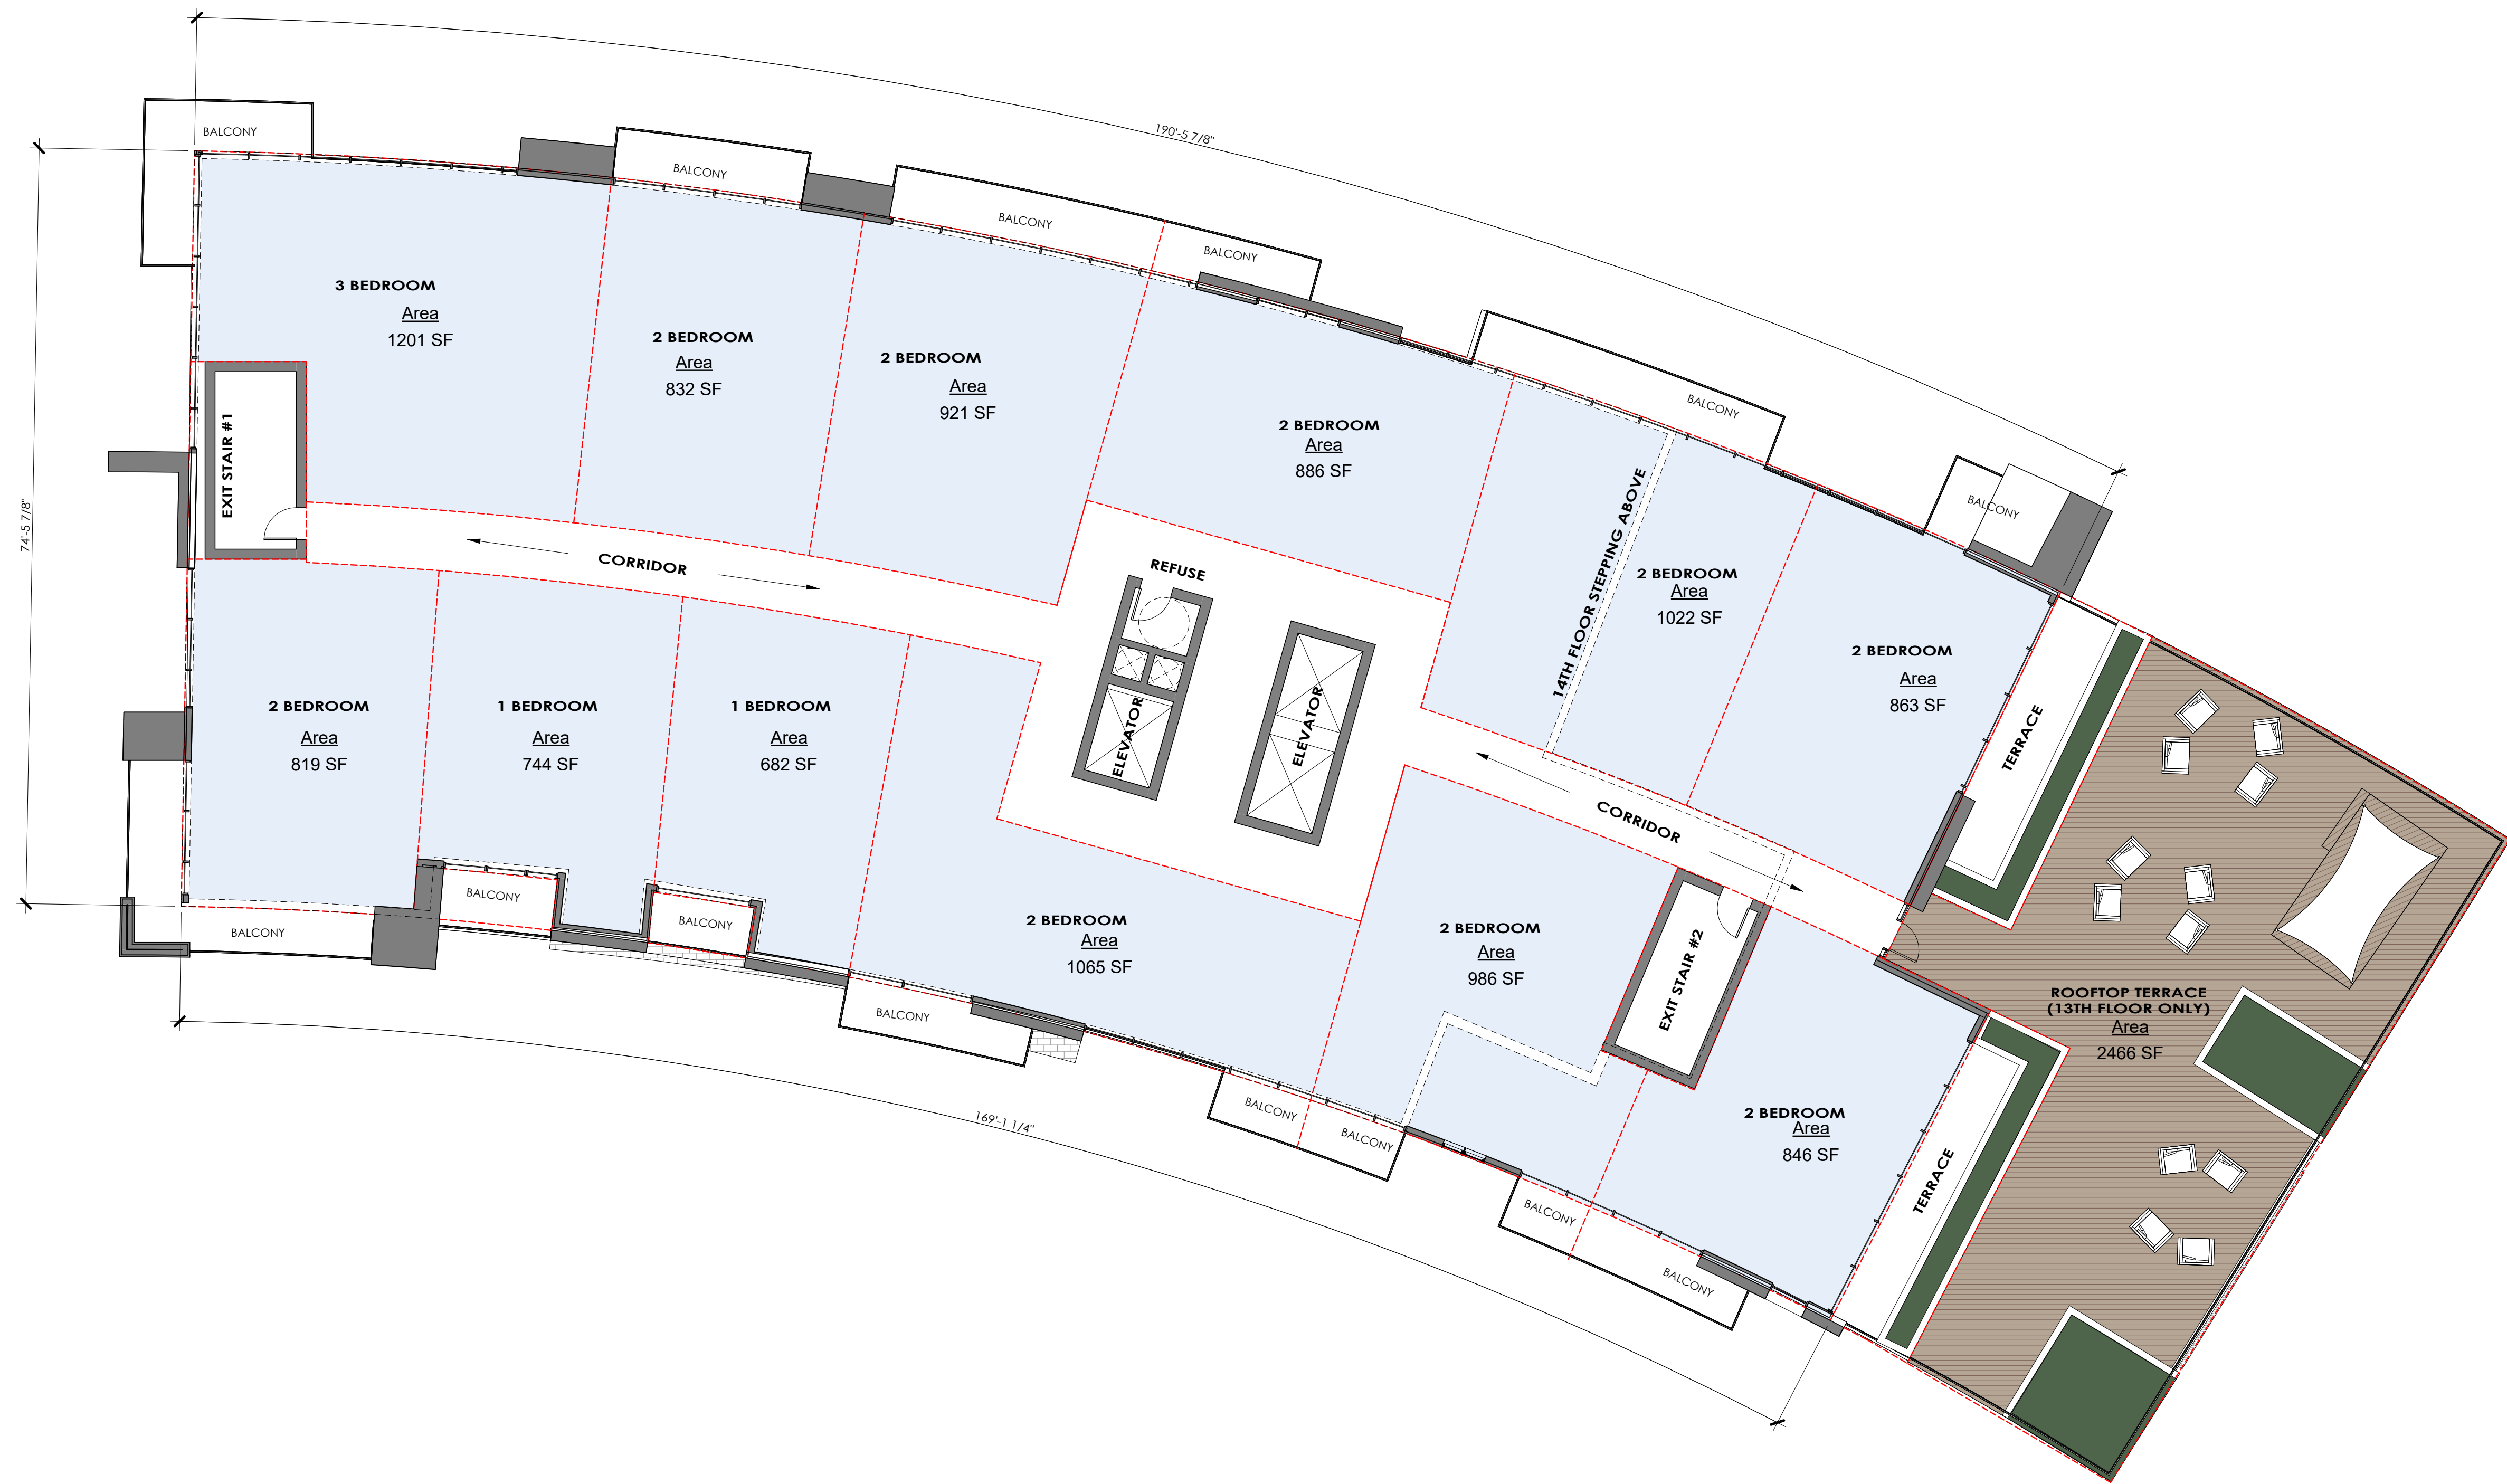 190'-5 7/8"
BALCONY
BALCONY
BALCONY
BALCONY
BALCONY
BALCONY
74'-5 7/8"
3 BEDROOM
Area
1201 SF
2 BEDROOM
Area
832 SF
2 BEDROOM
Area
921 SF
2 BEDROOM
Area
886 SF
14TH FLOOR STEPPING ABOVE
2 BEDROOM
Area
1022 SF
2 BEDROOM
Area
863 SF
TERRACE
EXIT STAIR #1
CORRIDOR
REFUSE
ELEVATOR
ELEVATOR
CORRIDOR
2 BEDROOM
Area
819 SF
1 BEDROOM
Area
744 SF
1 BEDROOM
Area
682 SF
2 BEDROOM
Area
1065 SF
2 BEDROOM
Area
986 SF
EXIT STAIR #2
2 BEDROOM
Area
846 SF
TERRACE
ROOFTOP TERRACE
(13TH FLOOR ONLY)
Area
2466 SF
BALCONY
BALCONY
BALCONY
BALCONY
BALCONY
BALCONY
BALCONY
BALCONY
169'-1 1/4"